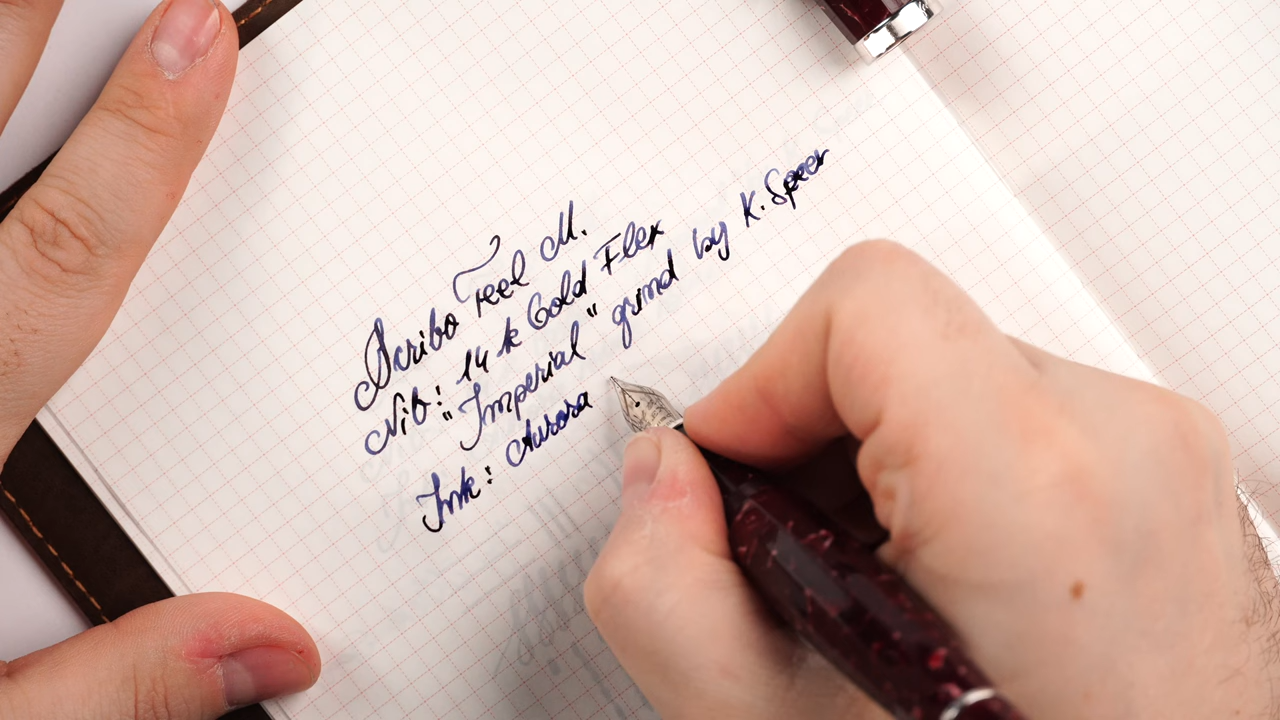 Scribo Feel M.
Nib: 14 k Gold Flex
"Imperial" grind by K. Speer
Ink: Aurora